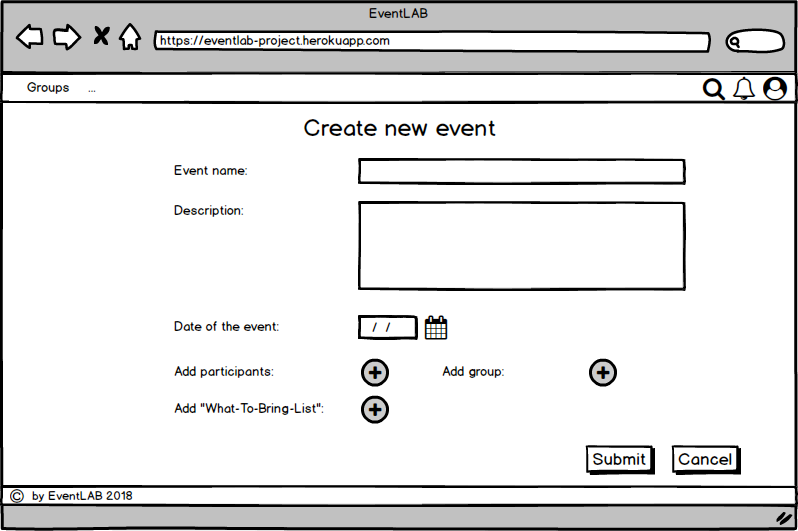 EventLAB
https://eventlab-project.herokuapp.com
Groups ...
Create new event
Event name:
Description:
Date of the event: / /
Add participants: Add group:
Add "What-To-Bring-List":
Submit Cancel
© by EventLAB 2018